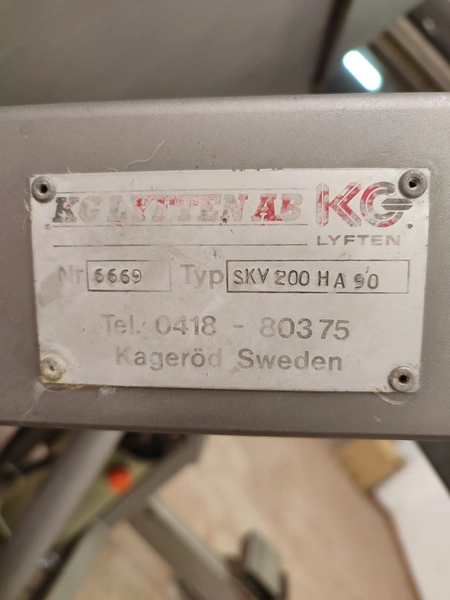 KG LYFTEN AB KG
LYFTEN
Nr 6669 Typ SKV 200 HA 90
Tel. 0418 - 80375
Kageröd Sweden